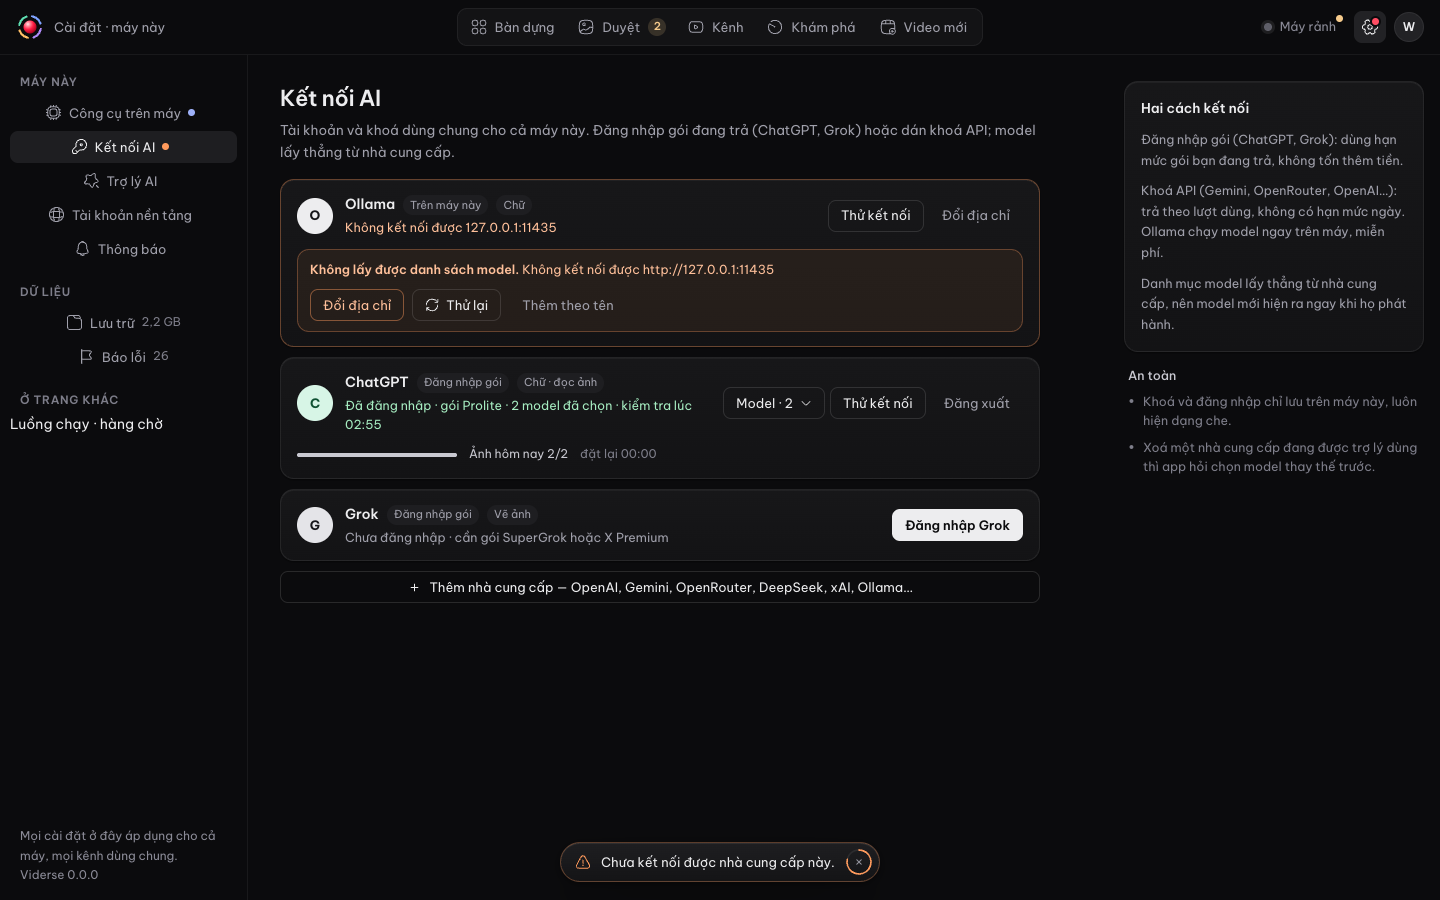 Cài đặt · máy này
Bàn dựng
Duyệt 2
Kênh
Khám phá
Video mới
Máy rảnh
W
MÁY NÀY
Công cụ trên máy
Kết nối AI
Trợ lý AI
Tài khoản nền tảng
Thông báo
DỮ LIỆU
Lưu trữ 2,2 GB
Báo lỗi 26
Ở TRANG KHÁC
Luồng chạy · hàng chờ
Mọi cài đặt ở đây áp dụng cho cả
máy, mọi kênh dùng chung.
Viderse 0.0.0
Kết nối AI
Tài khoản và khoá dùng chung cho cả máy này. Đăng nhập gói đang trả (ChatGPT, Grok) hoặc dán khoá API; model
lấy thẳng từ nhà cung cấp.
O
Ollama Trên máy này Chữ
Không kết nối được 127.0.0.1:11435
Thử kết nối
Đổi địa chỉ
Không lấy được danh sách model. Không kết nối được http://127.0.0.1:11435
Đổi địa chỉ
Thử lại
Thêm theo tên
C
ChatGPT Đăng nhập gói Chữ · đọc ảnh
Đã đăng nhập · gói Prolite · 2 model đã chọn · kiểm tra lúc
02:55
Model · 2
Thử kết nối
Đăng xuất
Ảnh hôm nay 2/2 đặt lại 00:00
G
Grok Đăng nhập gói Vẽ ảnh
Chưa đăng nhập · cần gói SuperGrok hoặc X Premium
Đăng nhập Grok
+ Thêm nhà cung cấp — OpenAI, Gemini, OpenRouter, DeepSeek, xAI, Ollama…
Hai cách kết nối
Đăng nhập gói (ChatGPT, Grok): dùng hạn
mức gói bạn đang trả, không tốn thêm tiền.
Khoá API (Gemini, OpenRouter, OpenAI…):
trả theo lượt dùng, không có hạn mức ngày.
Ollama chạy model ngay trên máy, miễn
phí.
Danh mục model lấy thẳng từ nhà cung
cấp, nên model mới hiện ra ngay khi họ phát
hành.
An toàn
• Khoá và đăng nhập chỉ lưu trên máy này, luôn
hiện dạng che.
• Xoá một nhà cung cấp đang được trợ lý dùng
thì app hỏi chọn model thay thế trước.
Chưa kết nối được nhà cung cấp này.